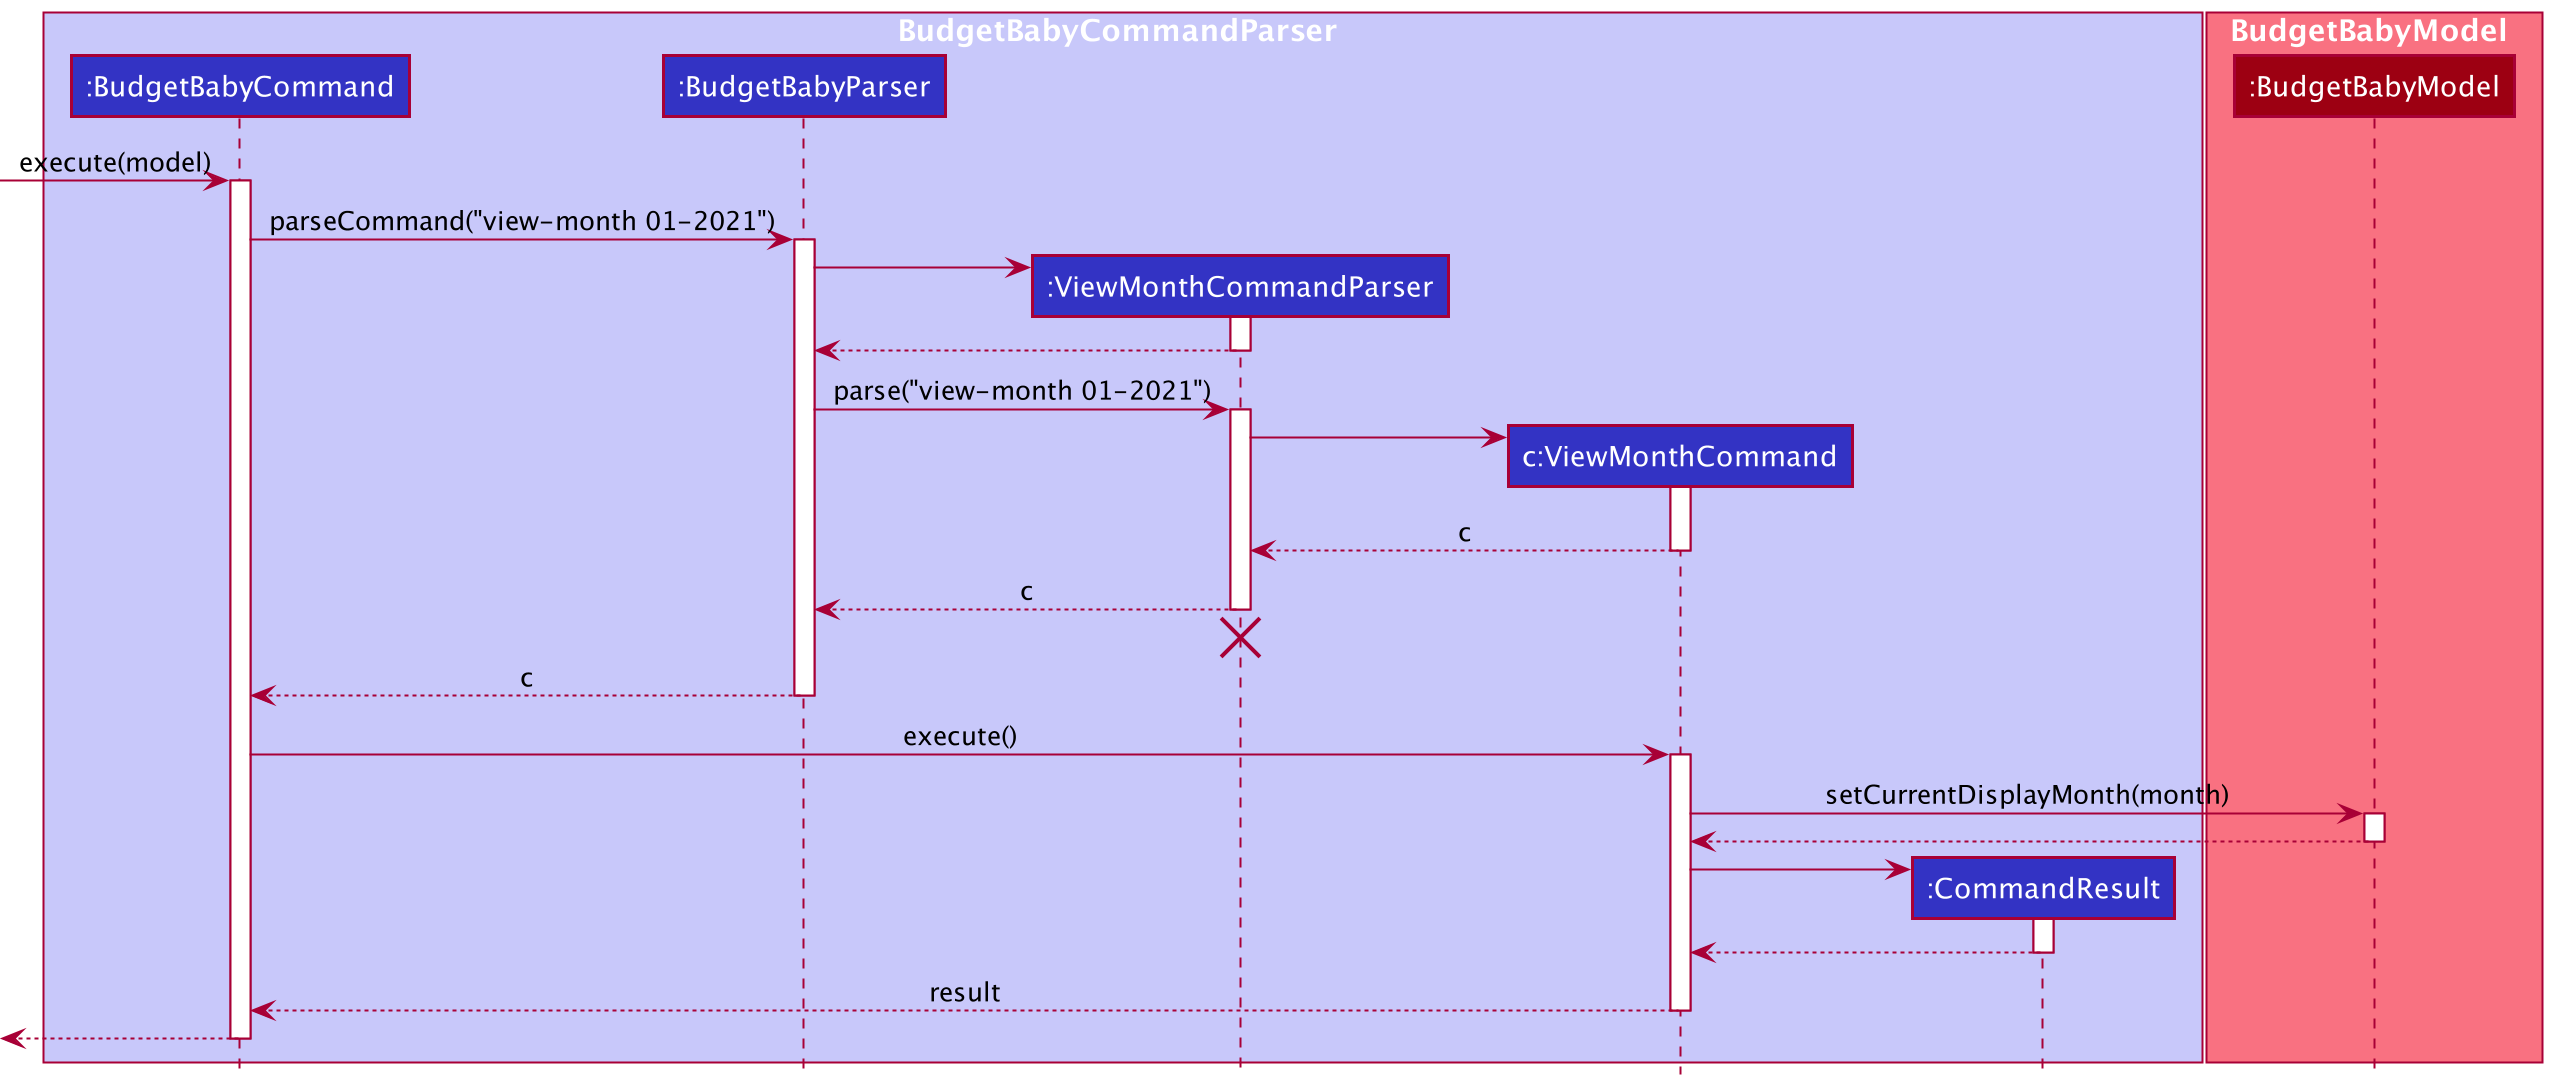 BudgetBabyCommandParser
BudgetBabyModel
:BudgetBabyCommand
:BudgetBabyParser
:BudgetBabyModel
execute(model)
parseCommand("view-month 01-2021")
:ViewMonthCommandParser
parse("view-month 01-2021")
c:ViewMonthCommand
c
c
c
execute()
setCurrentDisplayMonth(month)
:CommandResult
result